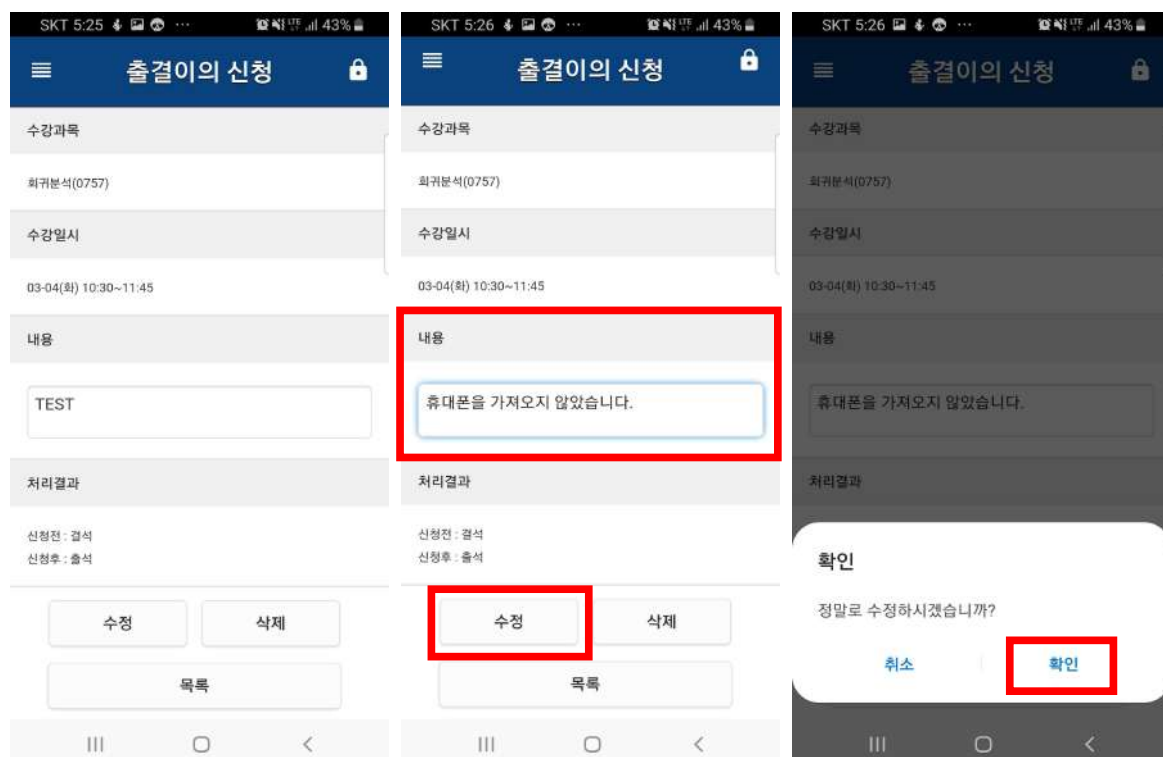 SKT 5:25 ··· LTE 43%
출결이의 신청
수강과목
회귀분석(0757)
수강일시
03-04(화) 10:30~11:45
내용
TEST
처리결과
신청전 : 결석
신청후 : 출석
수정 삭제
목록
SKT 5:26 ··· LTE 43%
출결이의 신청
수강과목
회귀분석(0757)
수강일시
03-04(화) 10:30~11:45
내용
휴대폰을 가져오지 않았습니다.
처리결과
신청전 : 결석
신청후 : 출석
수정 삭제
목록
SKT 5:26 ··· LTE 43%
출결이의 신청
수강과목
회귀분석(0757)
수강일시
03-04(화) 10:30~11:45
내용
휴대폰을 가져오지 않았습니다.
처리결과
확인
정말로 수정하시겠습니까?
취소 확인